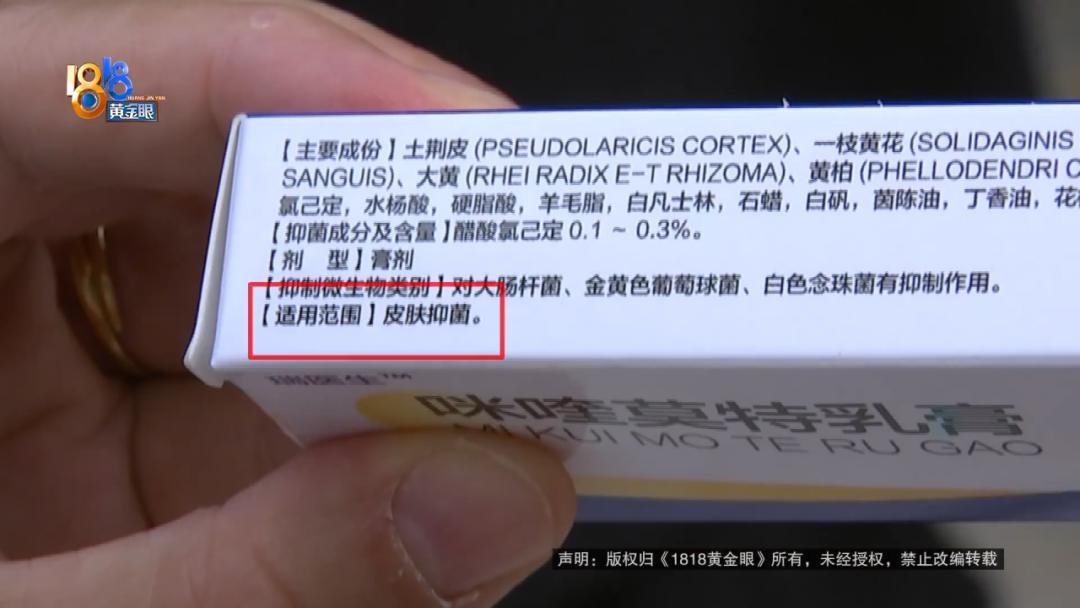 1818
HUANG JIN YAN
黄金眼
【主要成份】土荆皮 (PSEUDOLARICIS CORTEX)、一枝黄花 (SOLIDAGINIS
SANGUIS)、大黄 (RHEI RADIX E-T RHIZOMA)、黄柏 (PHELLODENDRI C
氯己定，水杨酸，硬脂酸，羊毛脂，白凡士林，石蜡，白矾，茵陈油，丁香油，花
【抑菌成分及含量】醋酸氯己定 0.1 ~ 0.3%。
【剂 型】膏剂
【抑制微生物类别】对大肠杆菌、金黄色葡萄球菌、白色念珠菌有抑制作用。
【适用范围】皮肤抑菌。
咪喹莫特乳膏
MI KUI MO TE RU GAO
声明：版权归《1818黄金眼》所有，未经授权，禁止改编转载